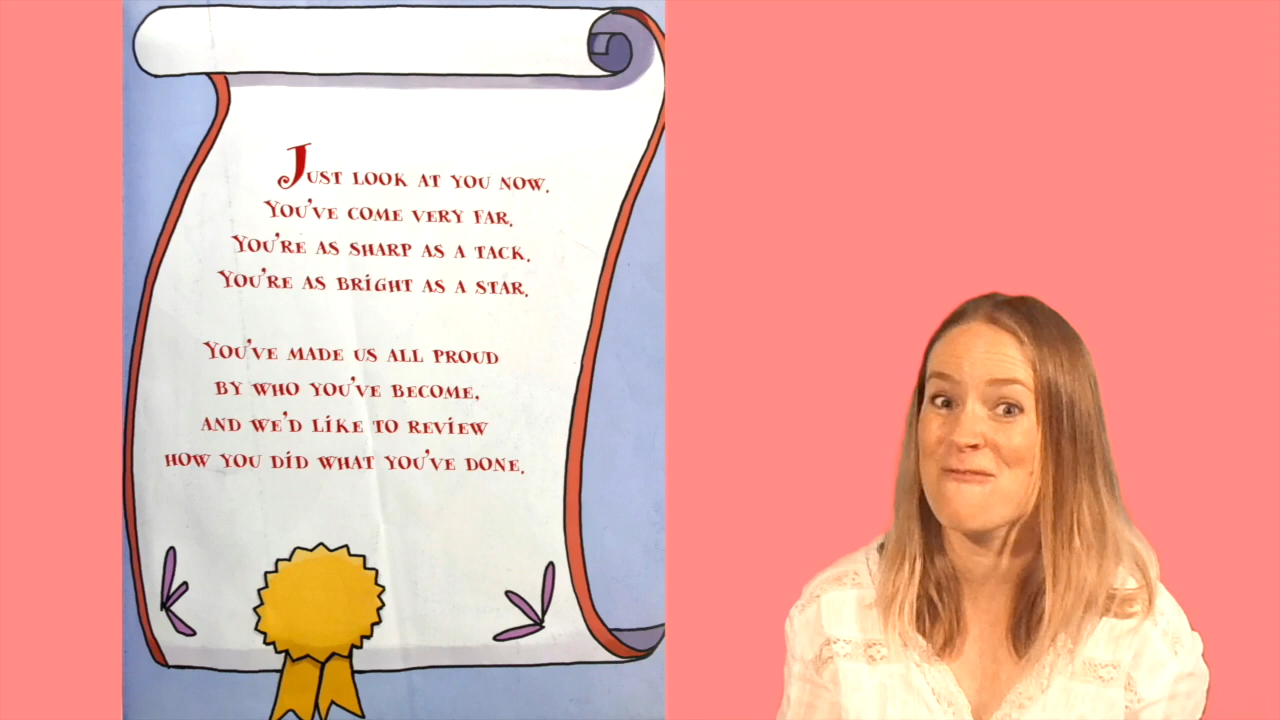 Just look at you now.
You've come very far.
You're as sharp as a tack.
You're as bright as a star.
You've made us all proud
by who you've become,
and we'd like to review
how you did what you've done.